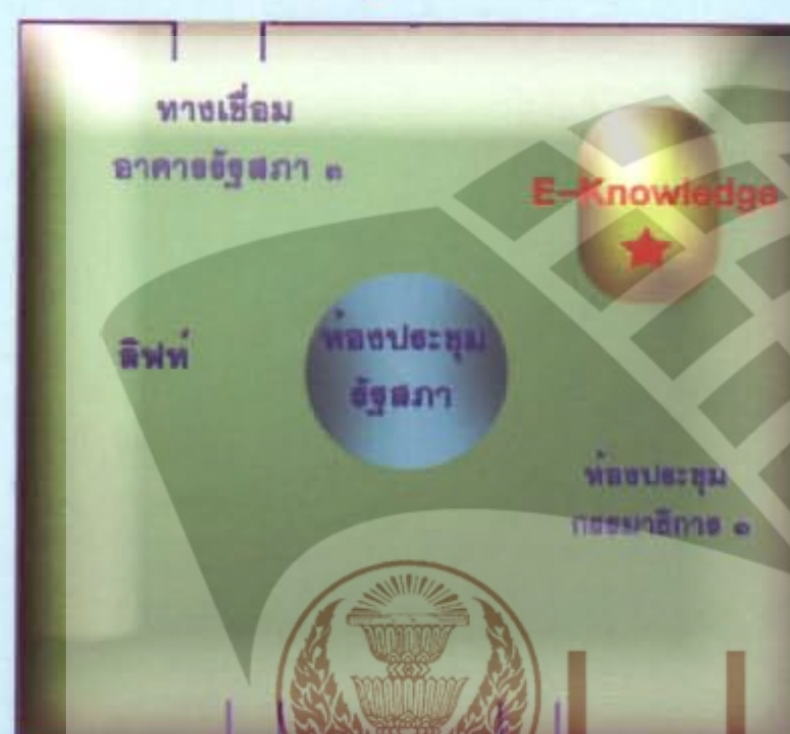 ทางเชื่อม
อาคารรัฐสภา ๓
E-Knowledge
ลิฟท์
ห้องประชุม
รัฐสภา
ห้องประชุม
กรรมาธิการ ๑